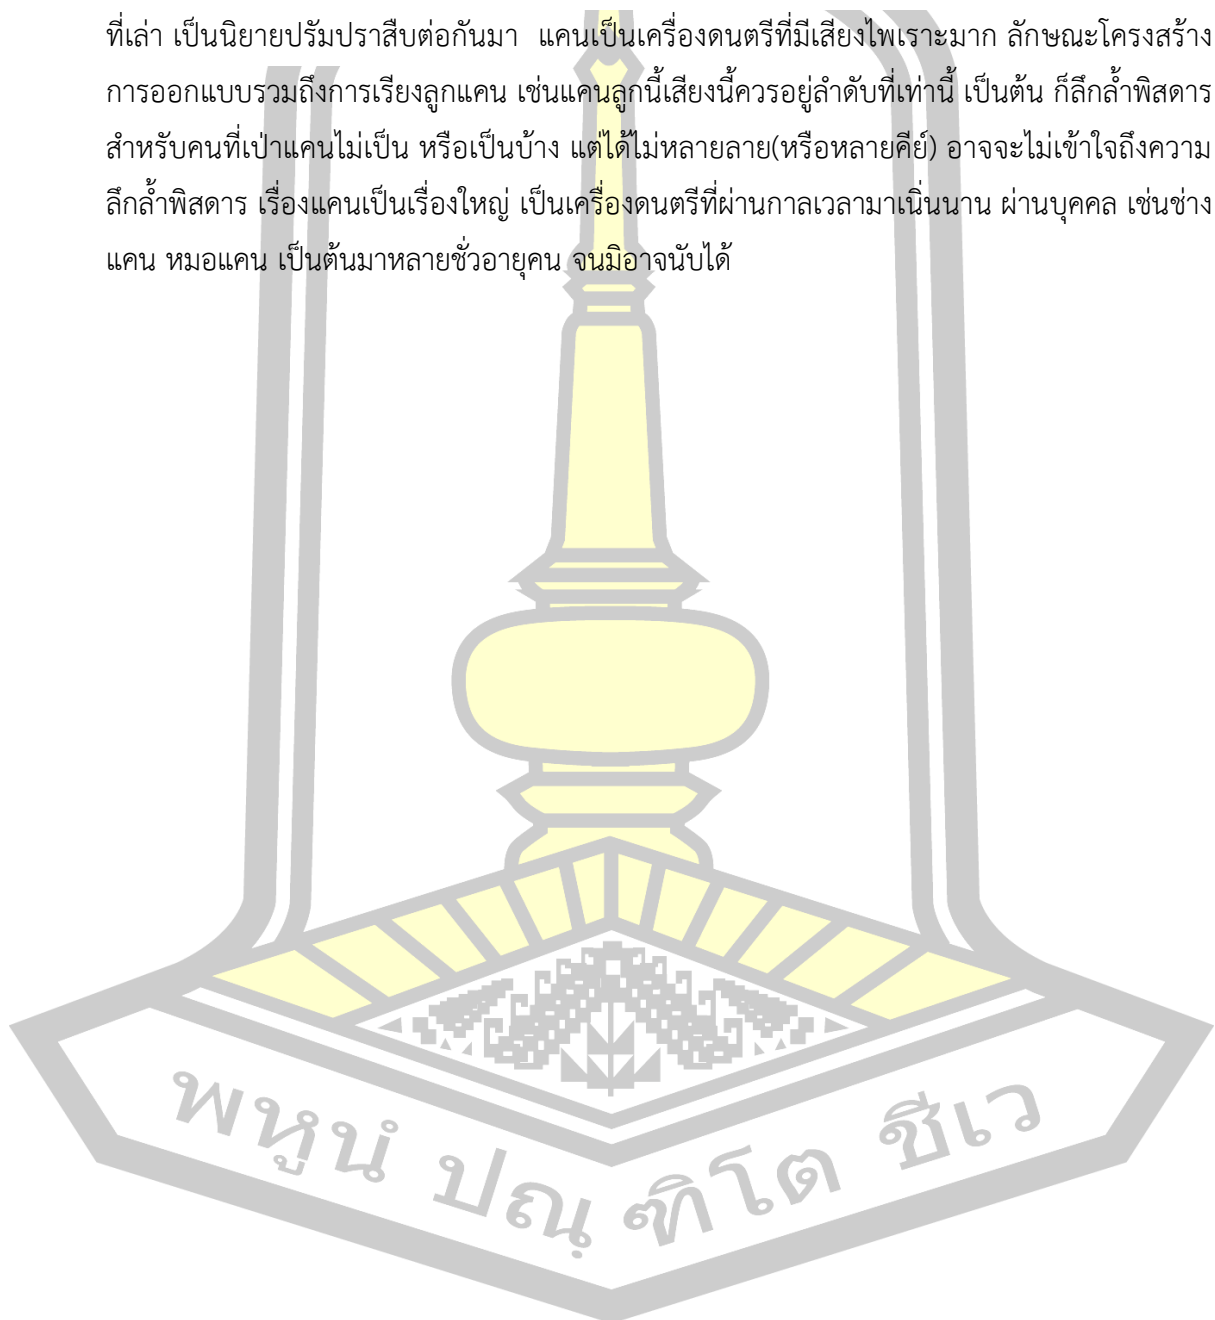 ที่เล่า เป็นนิยายปรัมปราสืบต่อกันมา  แคนเป็นเครื่องดนตรีที่มีเสียงไพเราะมาก ลักษณะโครงสร้าง
การออกแบบรวมถึงการเรียงลูกแคน เช่นแคนลูกนี้เสียงนี้ควรอยู่ลำดับที่เท่านี้ เป็นต้น ก็ลึกล้ำพิสดาร
สำหรับคนที่เป่าแคนไม่เป็น หรือเป็นบ้าง แต่ได้ไม่หลายลาย(หรือหลายคีย์) อาจจะไม่เข้าใจถึงความ
ลึกล้ำพิสดาร เรื่องแคนเป็นเรื่องใหญ่ เป็นเครื่องดนตรีที่ผ่านกาลเวลามาเนิ่นนาน ผ่านบุคคล เช่นช่าง
แคน หมอแคน เป็นต้นมาหลายชั่วอายุคน จนมิอาจนับได้
พหูนํ ปณฺฑิโต ชีเว